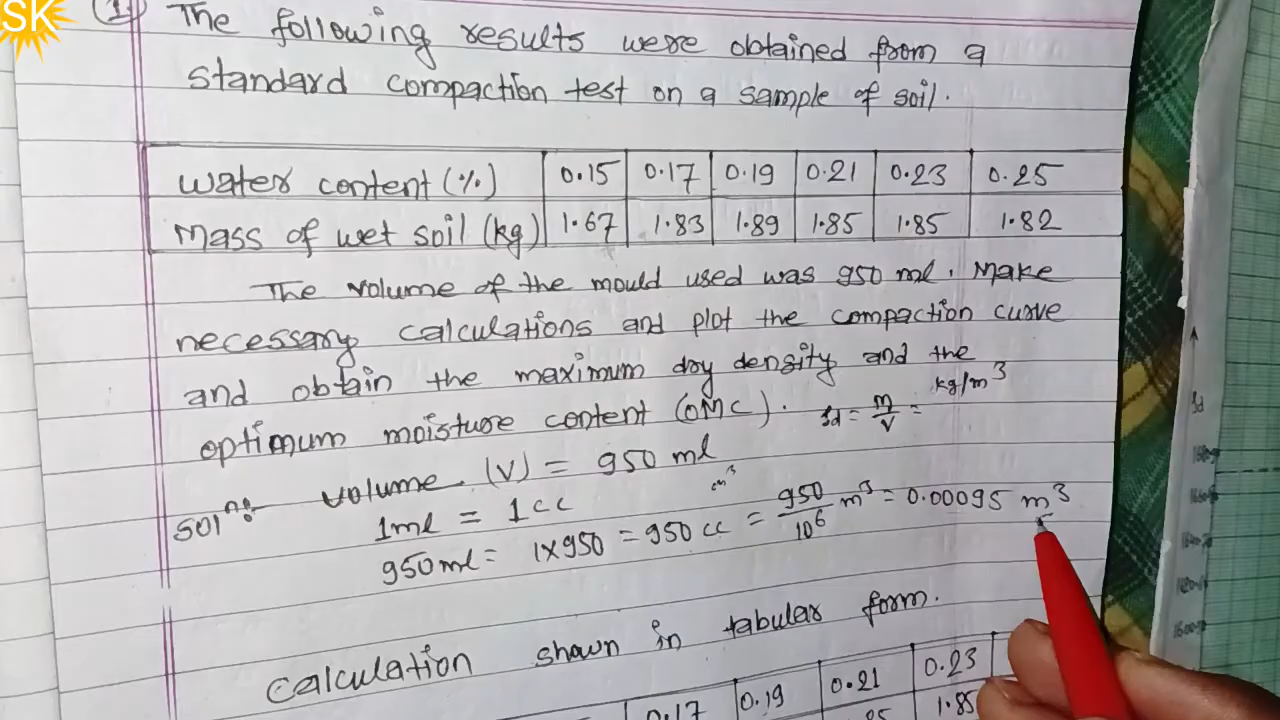 SK
(1) The following results were obtained from a
standard compaction test on a sample of soil.
Water content (%) 0.15 0.17 0.19 0.21 0.23 0.25
Mass of wet soil (kg) 1.67 1.83 1.89 1.85 1.85 1.82
The volume of the mould used was 950 ml. Make
necessary calculations and plot the compaction curve
and obtain the maximum dry density and the
optimum moisture content (OMC). ȷd = m/V = kg/m³
Solⁿ:- Volume (V) = 950 ml
cm³
1ml = 1cc
950ml = 1×950 = 950 cc = 950/10⁶ m³ = 0.00095 m³
Calculation shown in tabular form.
0.17 0.19 0.21 0.23
1.85